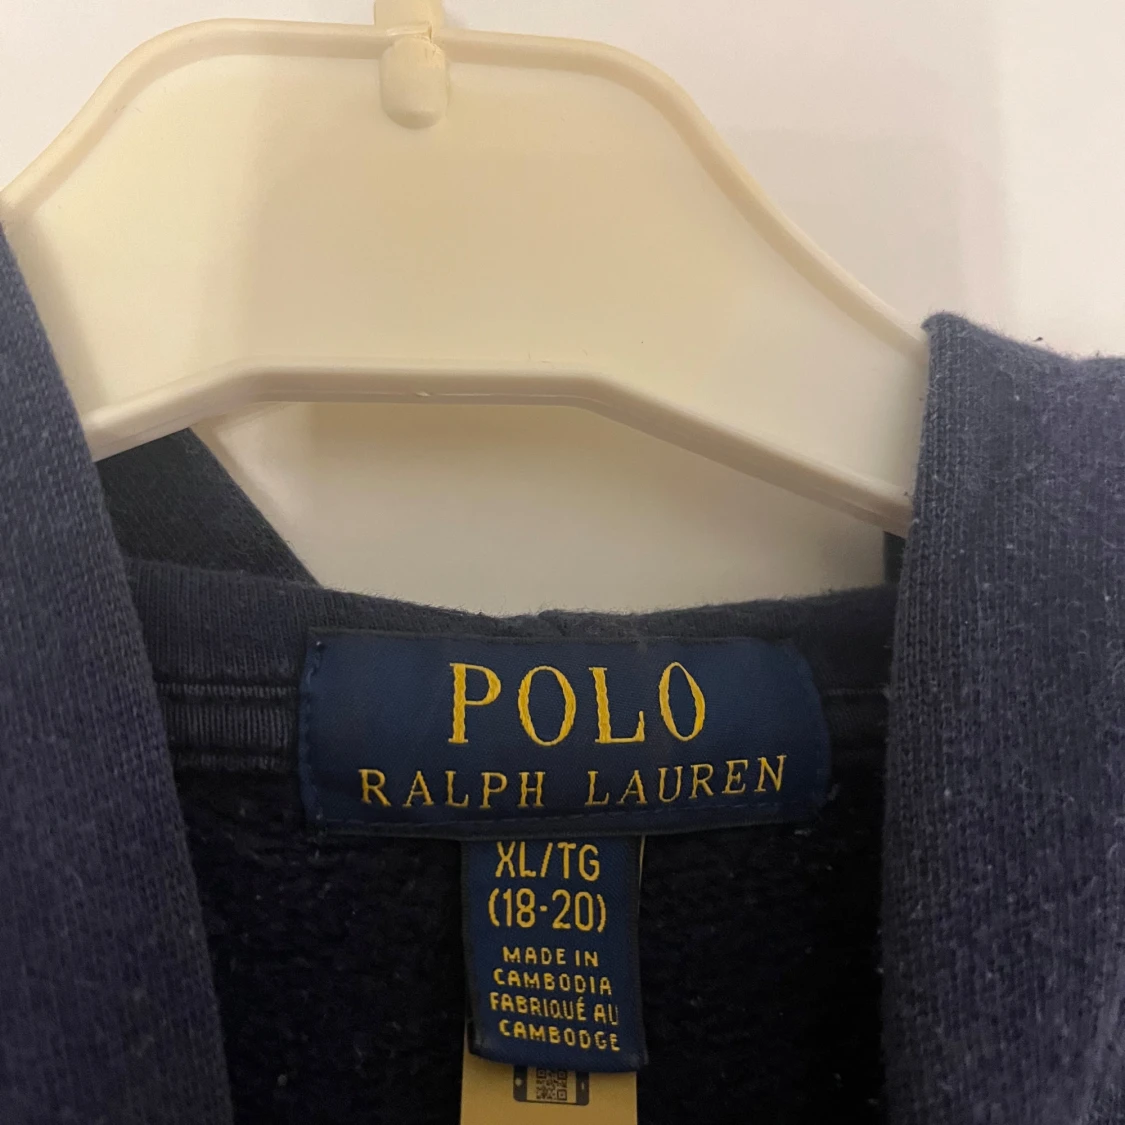 POLO
RALPH LAUREN
XL/TG
(18-20)
MADE IN
CAMBODIA
FABRIQUÉ AU
CAMBODGE